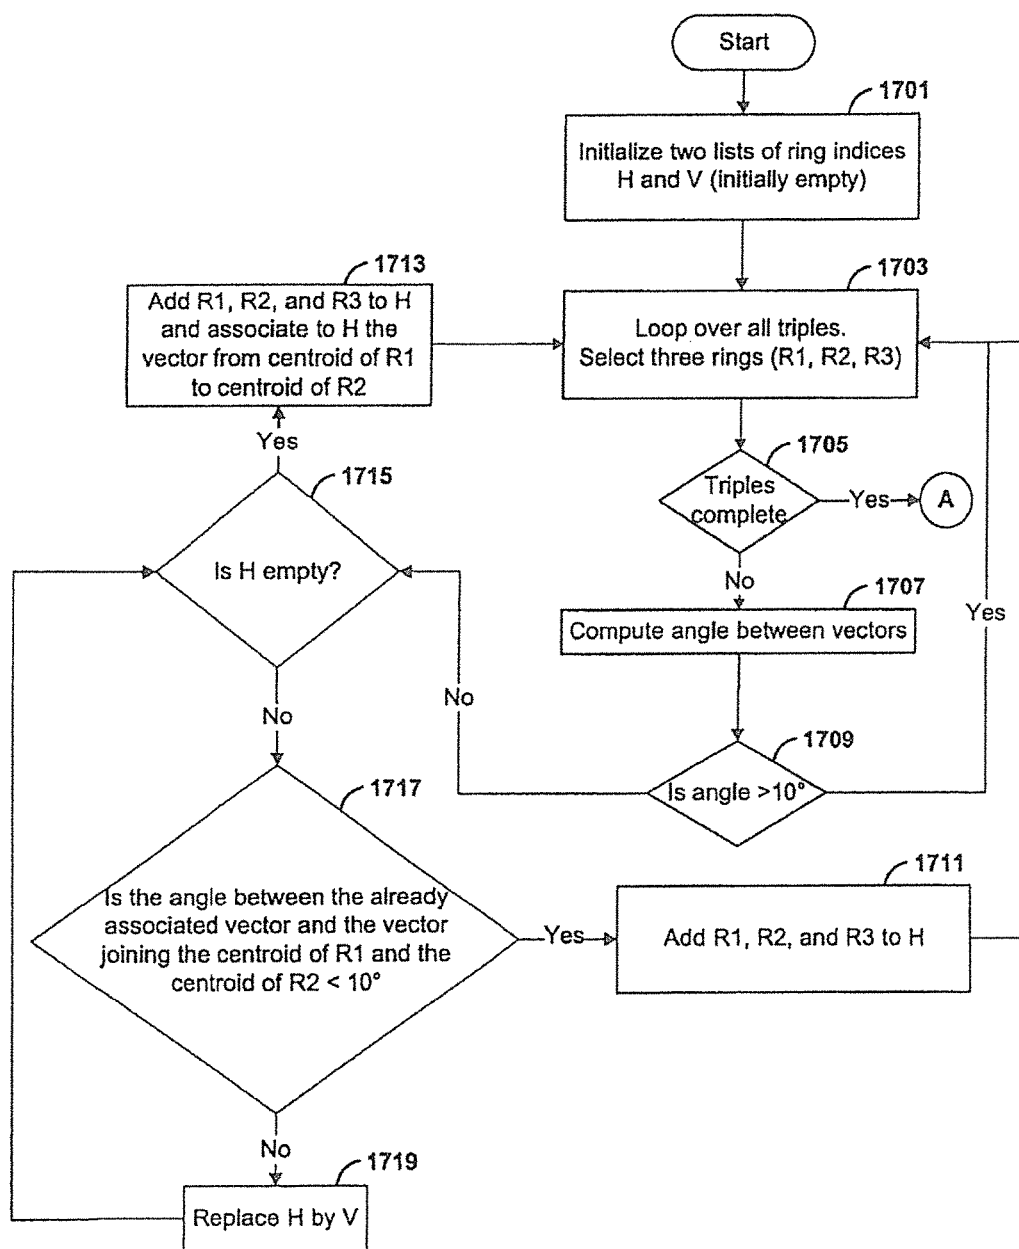 Start
1701
Initialize two lists of ring indices
H and V (initially empty)
1713
Add R1, R2, and R3 to H
and associate to H the
vector from centroid of R1
to centroid of R2
1703
Loop over all triples.
Select three rings (R1, R2, R3)
Yes
1705
Triples
complete
Yes
A
1715
Is H empty?
No
1707
Compute angle between vectors
Yes
No
No
1709
Is angle >10°
1717
Is the angle between the already
associated vector and the vector
joining the centroid of R1 and the
centroid of R2 < 10°
Yes
1711
Add R1, R2, and R3 to H
No
1719
Replace H by V